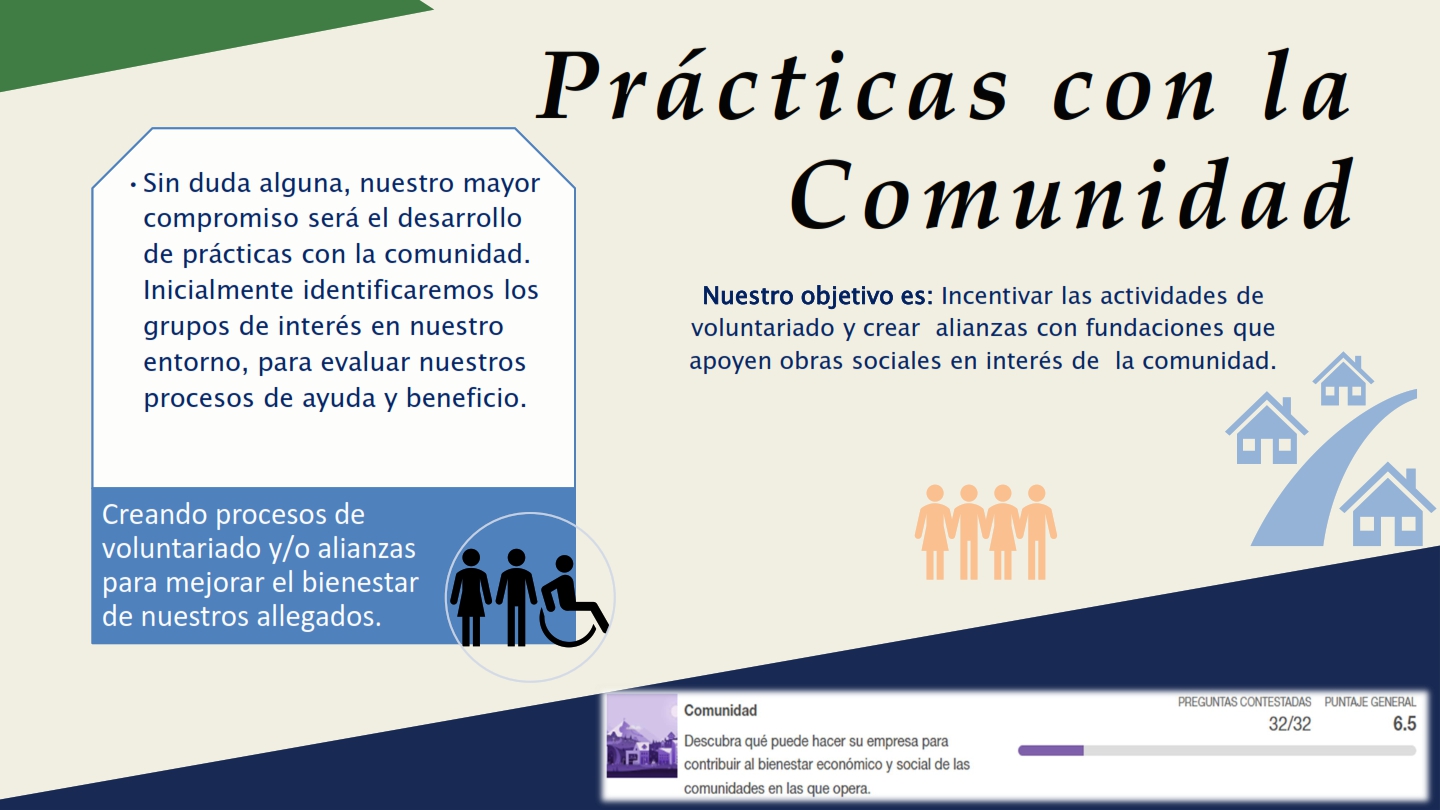 Prácticas con la
Comunidad
• Sin duda alguna, nuestro mayor
compromiso será el desarrollo
de prácticas con la comunidad.
Inicialmente identificaremos los
grupos de interés en nuestro
entorno, para evaluar nuestros
procesos de ayuda y beneficio.
Creando procesos de
voluntariado y/o alianzas
para mejorar el bienestar
de nuestros allegados.
Nuestro objetivo es: Incentivar las actividades de
voluntariado y crear alianzas con fundaciones que
apoyen obras sociales en interés de la comunidad.
Comunidad
Descubra qué puede hacer su empresa para
contribuir al bienestar económico y social de las
comunidades en las que opera.
PREGUNTAS CONTESTADAS PUNTAJE GENERAL
32/32 6.5